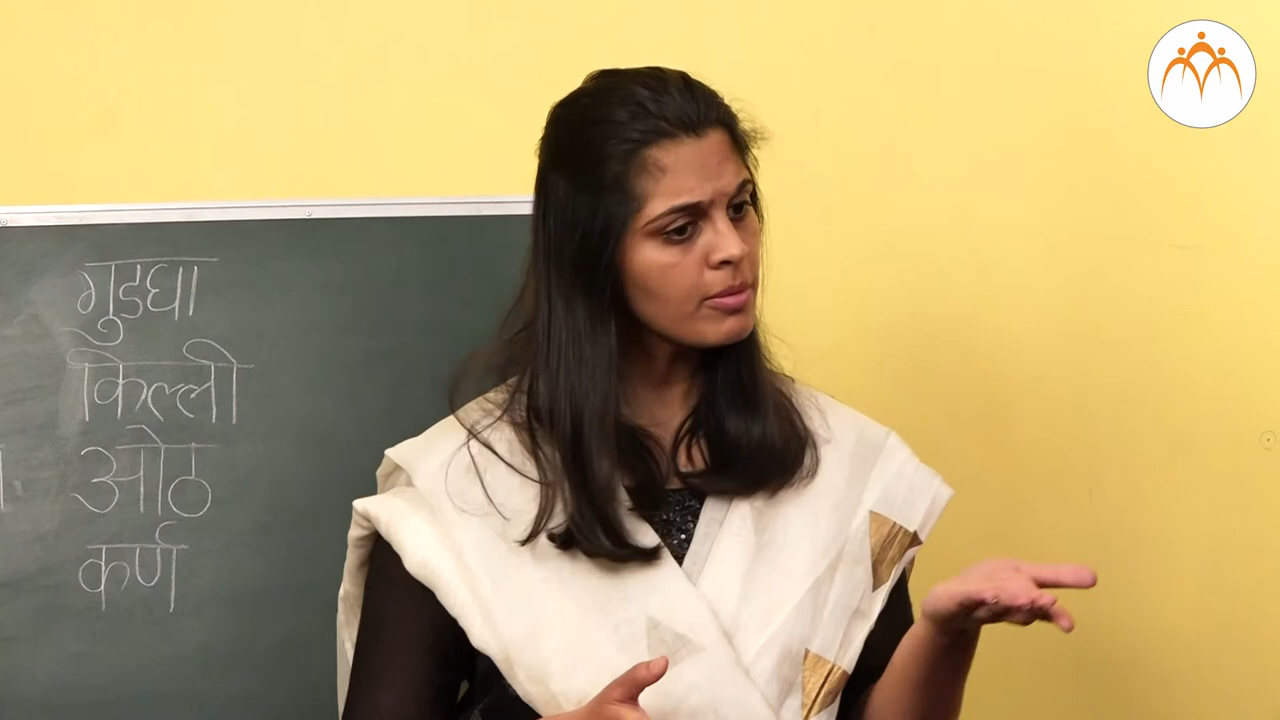 गुडघा
किल्ली
ओठ
कर्ण